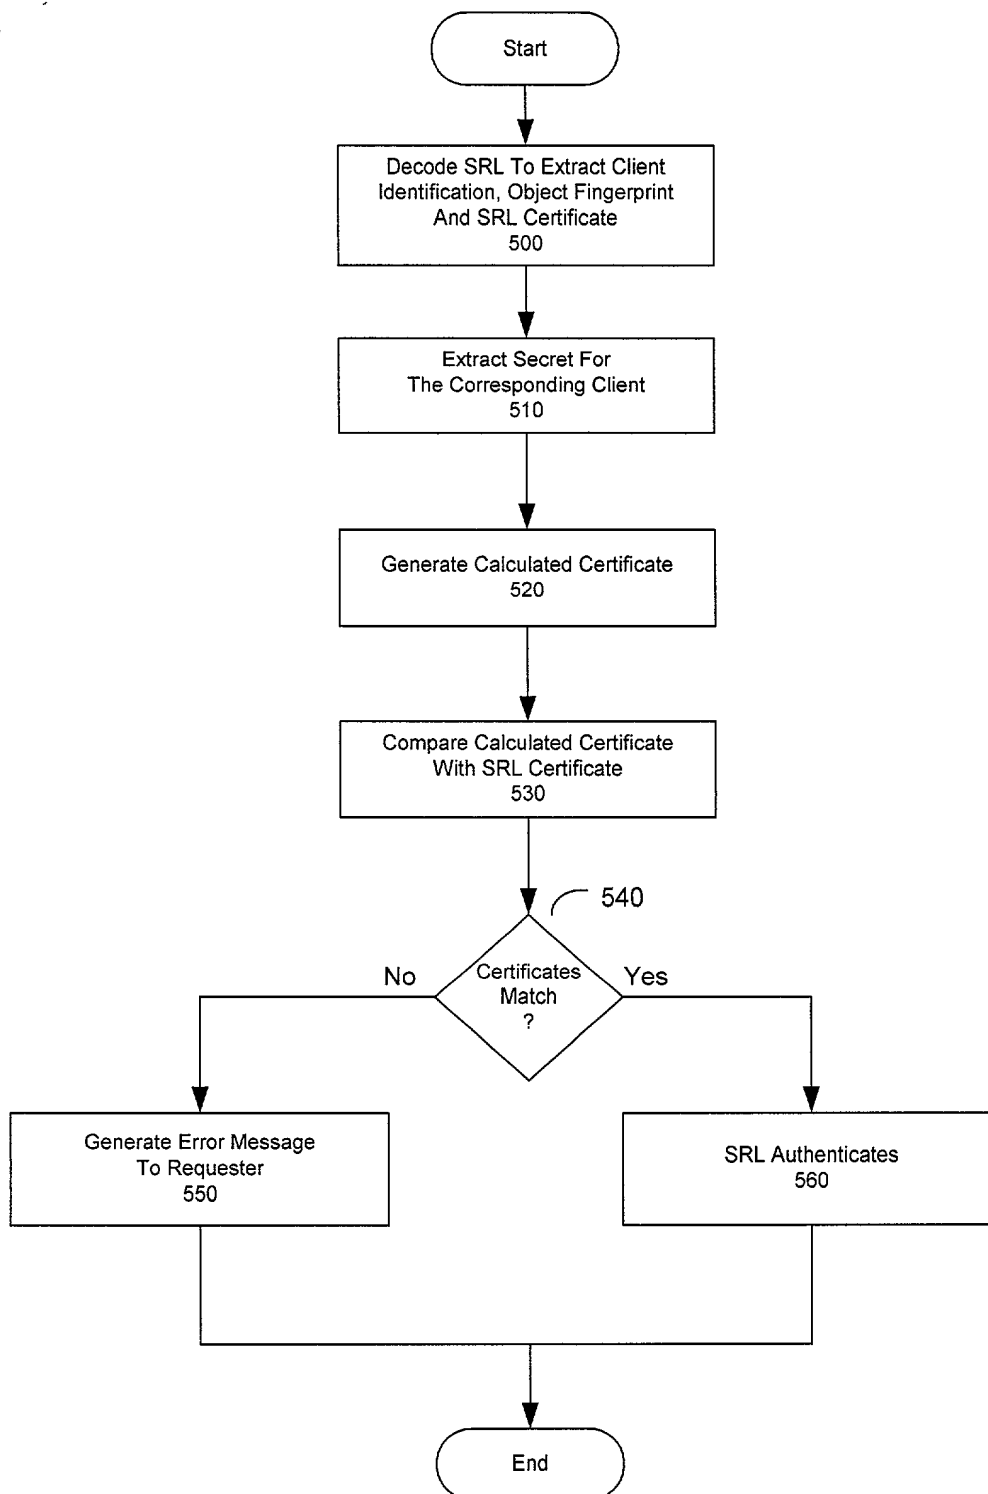 Start
Decode SRL To Extract Client
Identification, Object Fingerprint
And SRL Certificate
500
Extract Secret For
The Corresponding Client
510
Generate Calculated Certificate
520
Compare Calculated Certificate
With SRL Certificate
530
540
No
Certificates
Match
?
Yes
Generate Error Message
To Requester
550
SRL Authenticates
560
End